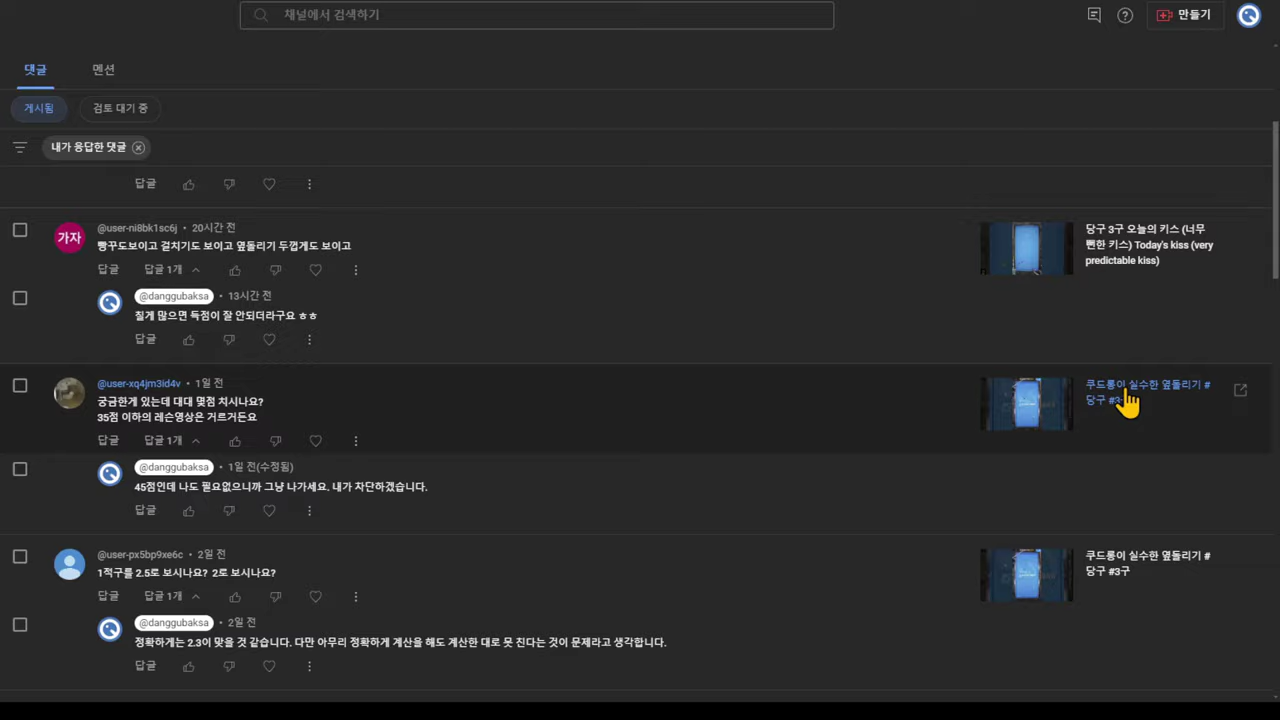 채널에서 검색하기
만들기
댓글
멘션
게시됨
검토 대기 중
내가 응답한 댓글
답글
가자
@user-ni8bk1sc6j • 20시간 전
빵꾸도보이고 걸치기도 보이고 옆돌리기 두껍게도 보이고
답글
답글 1개
당구 3구 오늘의 키스 (너무
뻔한 키스) Today's kiss (very
predictable kiss)
@danggubaksa • 13시간 전
칠게 많으면 득점이 잘 안되더라구요 ㅎㅎ
답글
@user-xq4jm3id4v • 1일 전
궁금한게 있는데 대대 몇점 치시나요?
35점 이하의 레슨영상은 거르거든요
답글
답글 1개
쿠드롱이 실수한 옆돌리기 #
당구 #3
@danggubaksa • 1일 전(수정됨)
45점인데 나도 필요없으니까 그냥 나가세요. 내가 차단하겠습니다.
답글
@user-px5bp9xe6c • 2일 전
1적구를 2.5로 보시나요? 2로 보시나요?
답글
답글 1개
쿠드롱이 실수한 옆돌리기 #
당구 #3구
@danggubaksa • 2일 전
정확하게는 2.3이 맞을 것 같습니다. 다만 아무리 정확하게 계산을 해도 계산한 대로 못 친다는 것이 문제라고 생각합니다.
답글